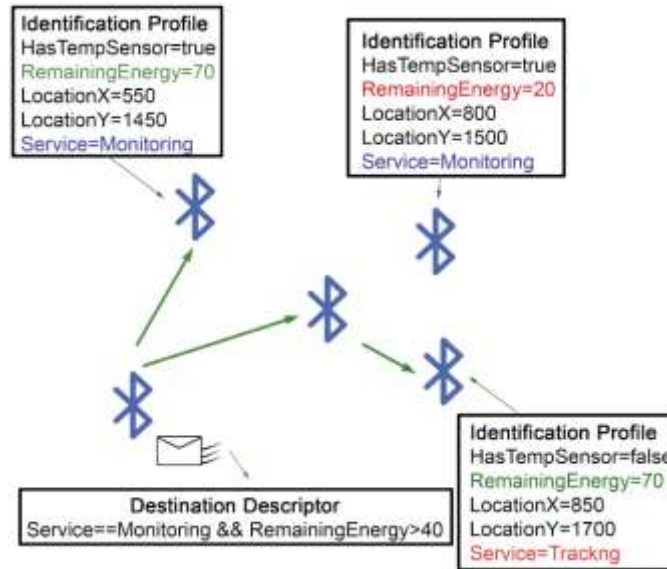 Identification Profile
HasTempSensor=true
RemainingEnergy=70
LocationX=550
LocationY=1450
Service=Monitoring
Identification Profile
HasTempSensor=true
RemainingEnergy=20
LocationX=800
LocationY=1500
Service=Monitoring
Identification Profile
HasTempSensor=false
RemainingEnergy=70
LocationX=850
LocationY=1700
Service=Trackng
Destination Descriptor
Service==Monitoring && RemainingEnergy>40